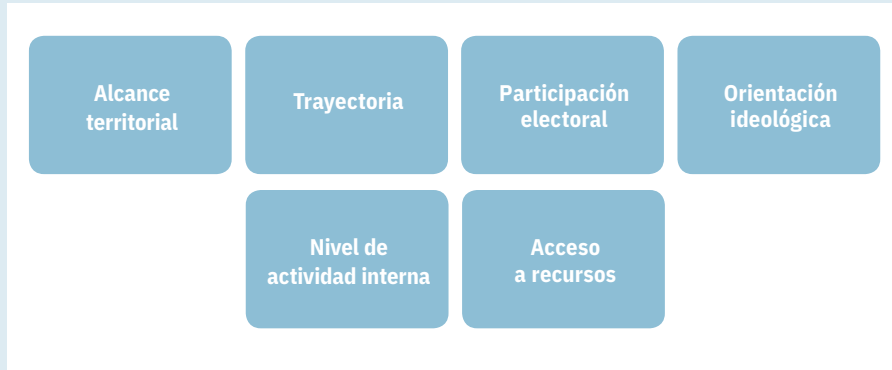 Alcance
territorial
Trayectoria
Participación
electoral
Orientación
ideológica
Nivel de
actividad interna
Acceso
a recursos